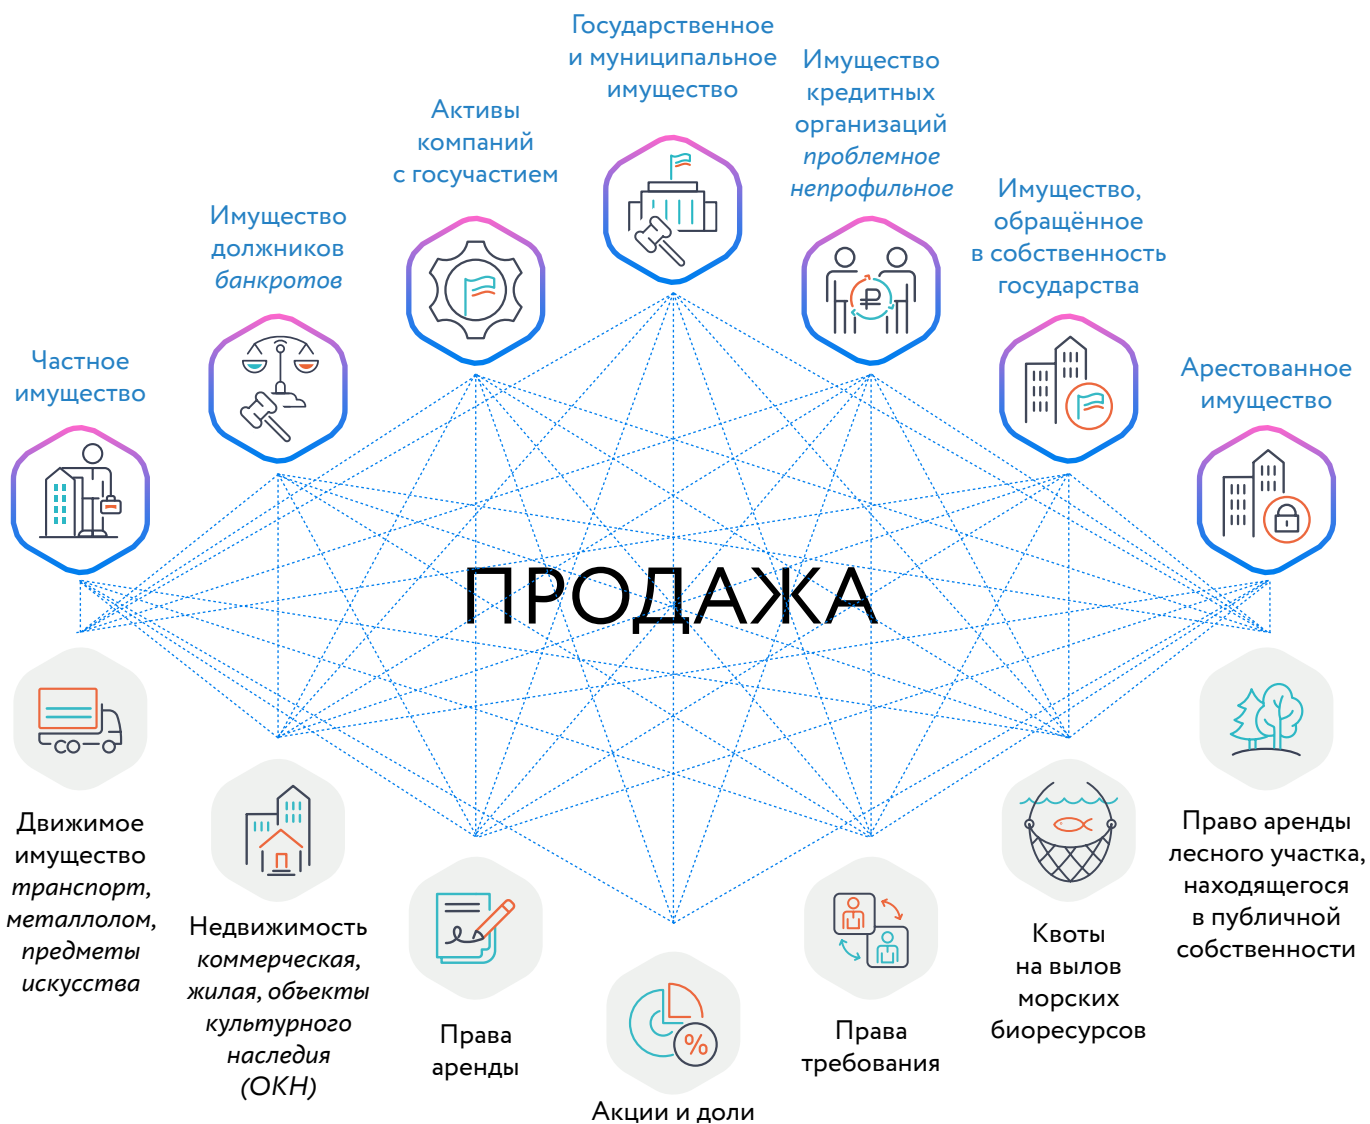 Государственное
и муниципальное
имущество
Имущество
кредитных
организаций
проблемное
непрофильное
Активы
компаний
с госучастием
Имущество,
обращённое
в собственность
государства
Имущество
должников
банкротов
Частное
имущество
Арестованное
имущество
ПРОДАЖА
Движимое
имущество
транспорт,
металлолом,
предметы
искусства
Недвижимость
коммерческая,
жилая, объекты
культурного
наследия
(ОКН)
Права
аренды
%
Акции и доли
Права
требования
Квоты
на вылов
морских
биоресурсов
Право аренды
лесного участка,
находящегося
в публичной
собственности